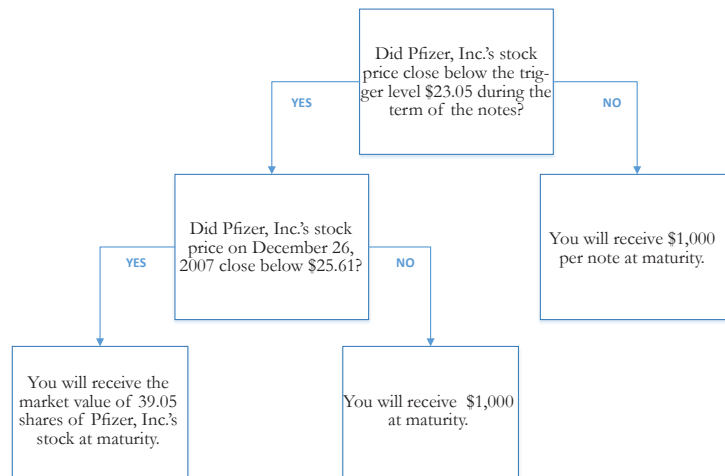 Did Pfizer, Inc.'s stock
price close below the trig-
ger level $23.05 during the
term of the notes?
YES
NO
Did Pfizer, Inc.'s stock
price on December 26,
2007 close below $25.61?
You will receive $1,000
per note at maturity.
YES
NO
You will receive the
market value of 39.05
shares of Pfizer, Inc.'s
stock at maturity.
You will receive $1,000
at maturity.